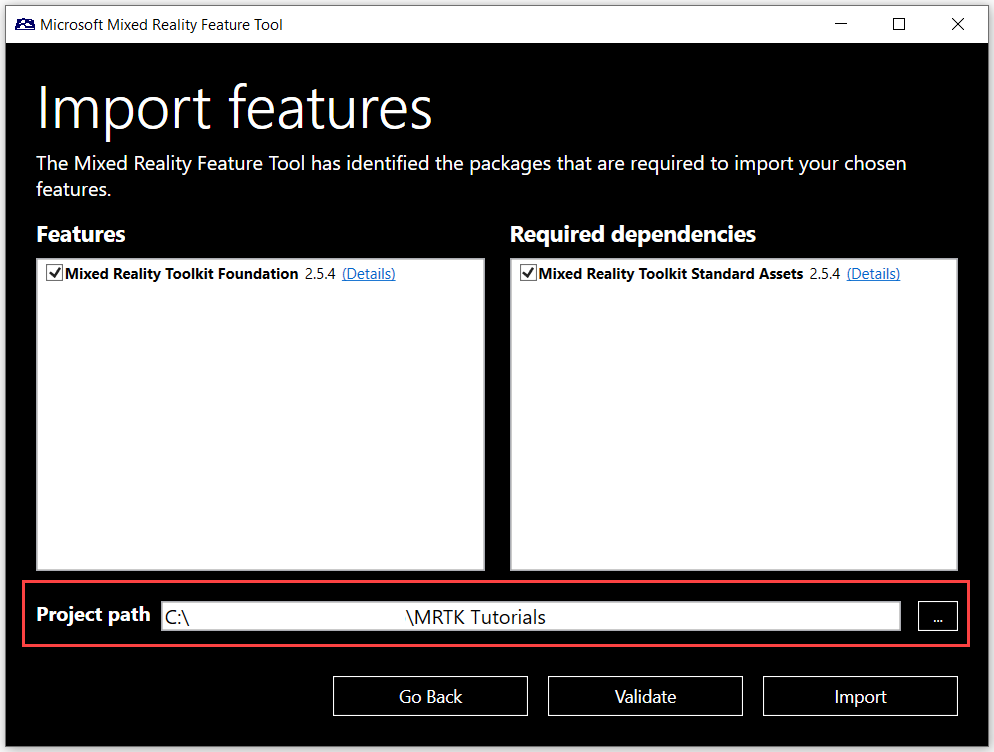 Microsoft Mixed Reality Feature Tool
Import features
The Mixed Reality Feature Tool has identified the packages that are required to import your chosen
features.
Features
Mixed Reality Toolkit Foundation 2.5.4 (Details)
Required dependencies
Mixed Reality Toolkit Standard Assets 2.5.4 (Details)
Project path C:\ \MRTK Tutorials ...
Go Back Validate Import